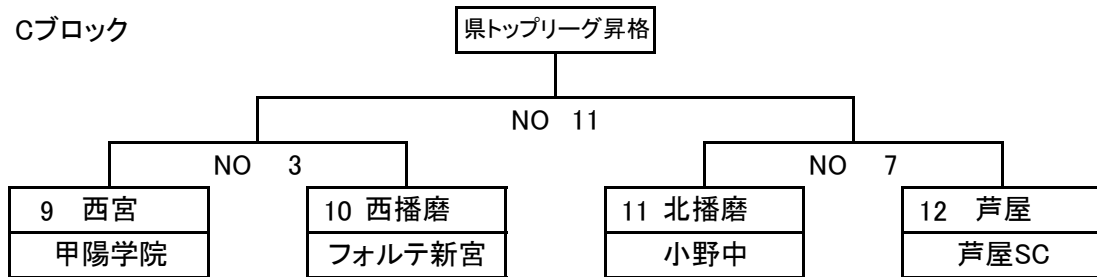 Cブロック
県トップリーグ昇格
NO 11
NO 3
NO 7
9 西宮
10 西播磨
11 北播磨
12 芦屋
甲陽学院
フォルテ新宮
小野中
芦屋SC